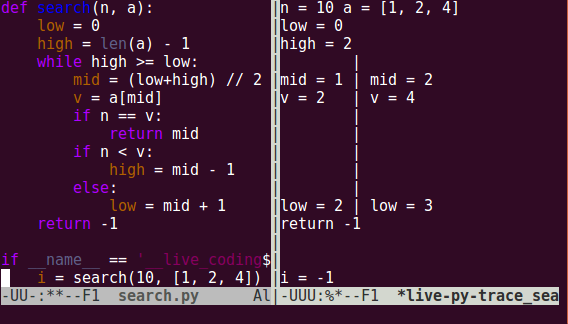 def search(n, a):
    low = 0
    high = len(a) - 1
    while high >= low:
        mid = (low+high) // 2
        v = a[mid]
        if n == v:
            return mid
        if n < v:
            high = mid - 1
        else:
            low = mid + 1
    return -1
if __name__ == '__live_coding$
    i = search(10, [1, 2, 4])
-UU-:**--F1  search.py      Al
n = 10 a = [1, 2, 4]
low = 0
high = 2
        |
mid = 1 | mid = 2
v = 2   | v = 4
        |
        |
        |
        |
        |
low = 2 | low = 3
return -1
i = -1
-UUU:%*--F1  *live-py-trace_sea